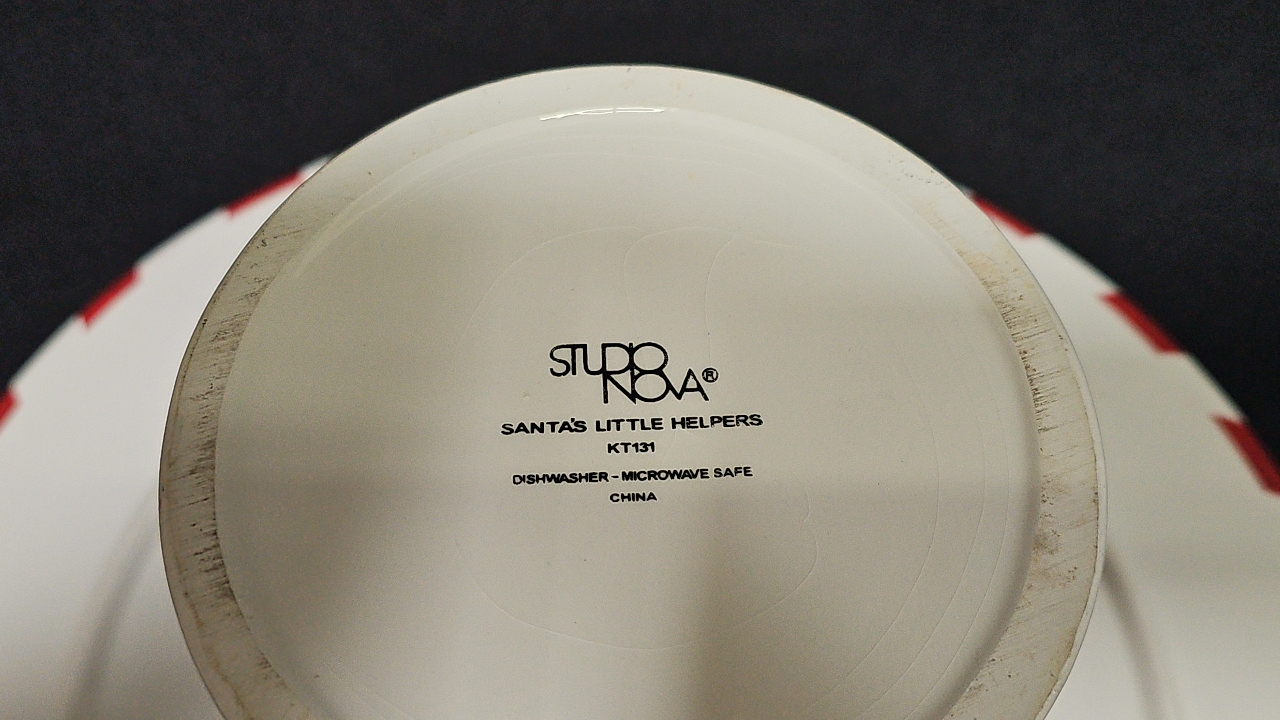 STUDIO
NOVA®
SANTA'S LITTLE HELPERS
KT131
DISHWASHER - MICROWAVE SAFE
CHINA